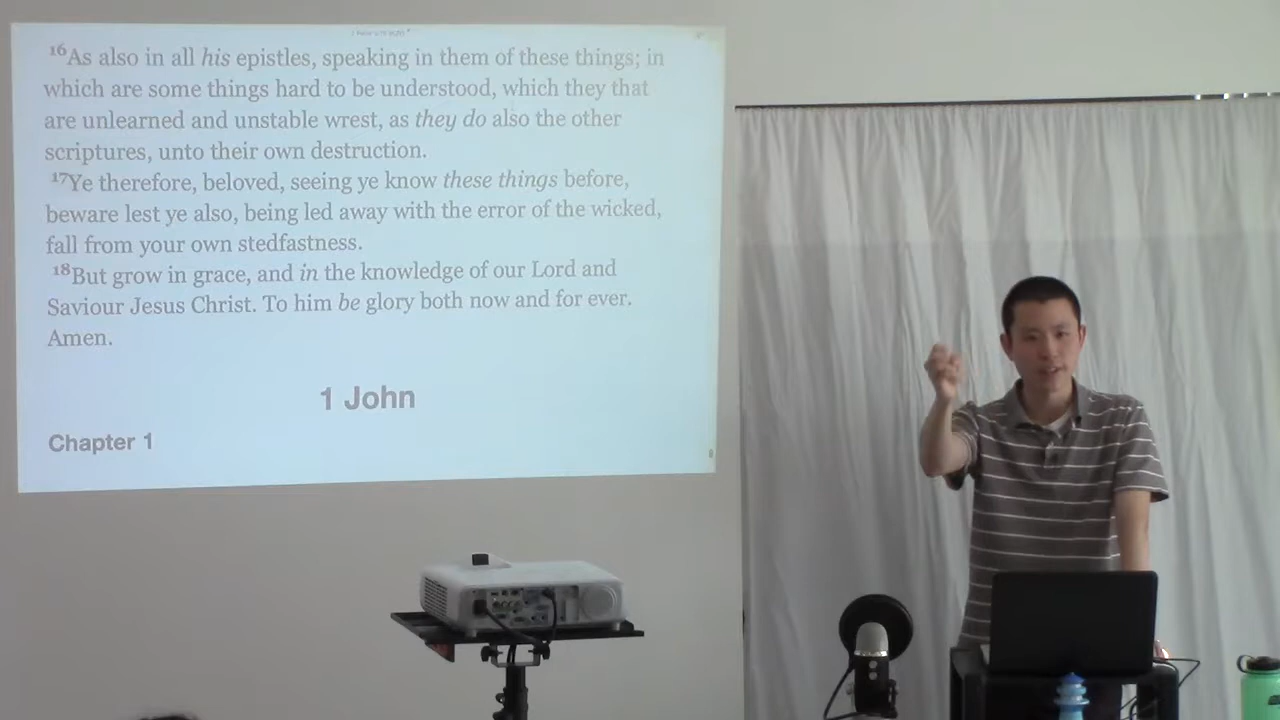 16As also in all his epistles, speaking in them of these things; in
which are some things hard to be understood, which they that
are unlearned and unstable wrest, as they do also the other
scriptures, unto their own destruction.
17Ye therefore, beloved, seeing ye know these things before,
beware lest ye also, being led away with the error of the wicked,
fall from your own stedfastness.
18But grow in grace, and in the knowledge of our Lord and
Saviour Jesus Christ. To him be glory both now and for ever.
Amen.
1 John
Chapter 1